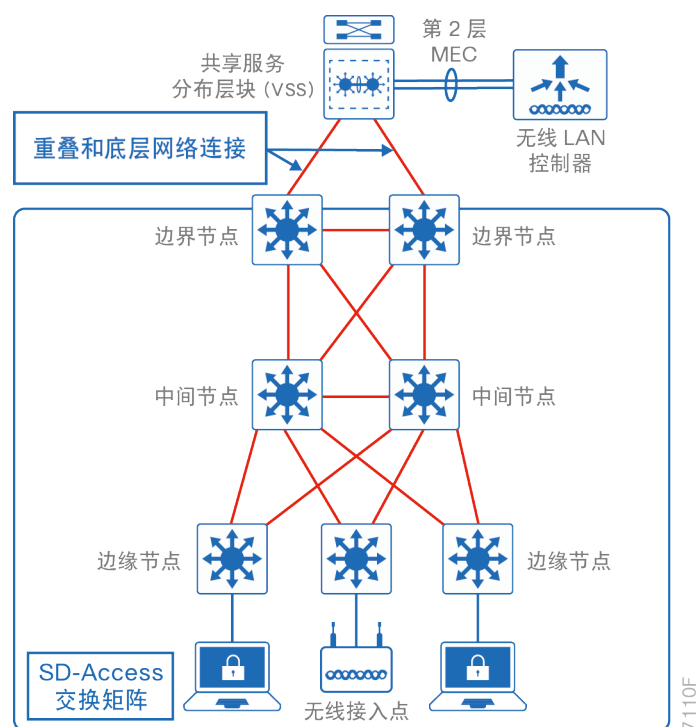 第 2 层
MEC
共享服务
分布层块 (VSS)
无线 LAN
控制器
重叠和底层网络连接
边界节点
边界节点
中间节点
中间节点
边缘节点
边缘节点
SD-Access
交换矩阵
无线接入点
7110F